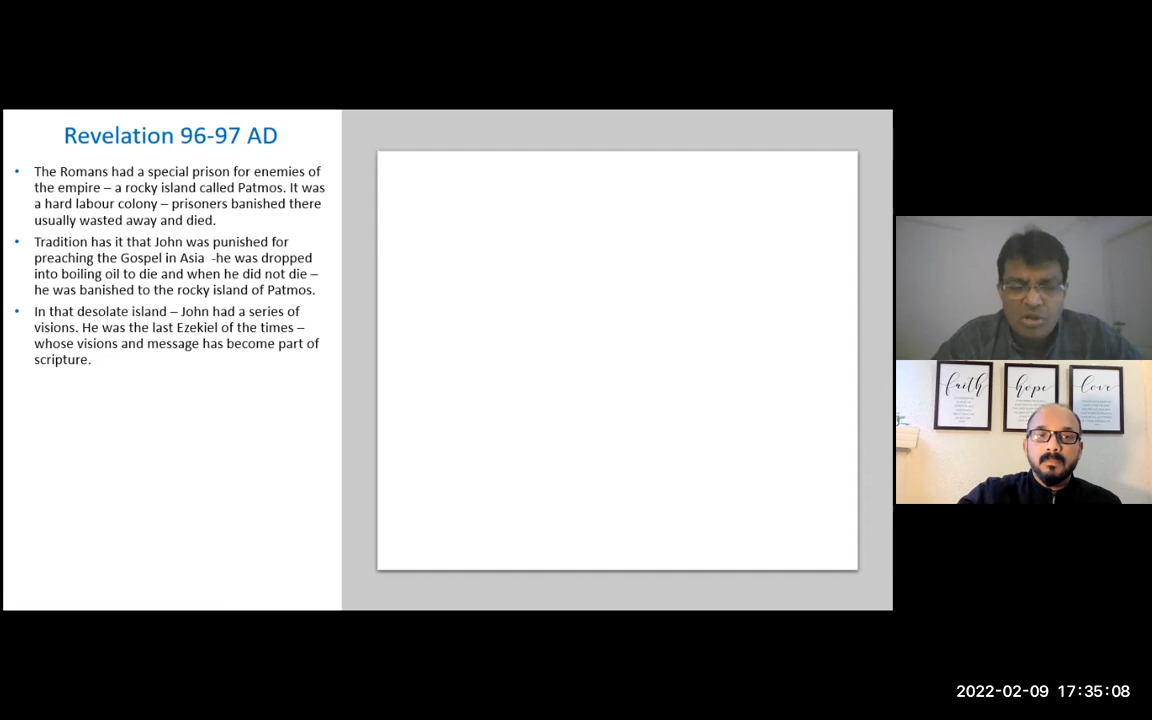 Revelation 96-97 AD
• The Romans had a special prison for enemies of
the empire – a rocky island called Patmos. It was
a hard labour colony – prisoners banished there
usually wasted away and died.
• Tradition has it that John was punished for
preaching the Gospel in Asia  -he was dropped
into boiling oil to die and when he did not die –
he was banished to the rocky island of Patmos.
• In that desolate island – John had a series of
visions. He was the last Ezekiel of the times –
whose visions and message has become part of
scripture.
faith
hope
love
2022-02-09 17:35:08